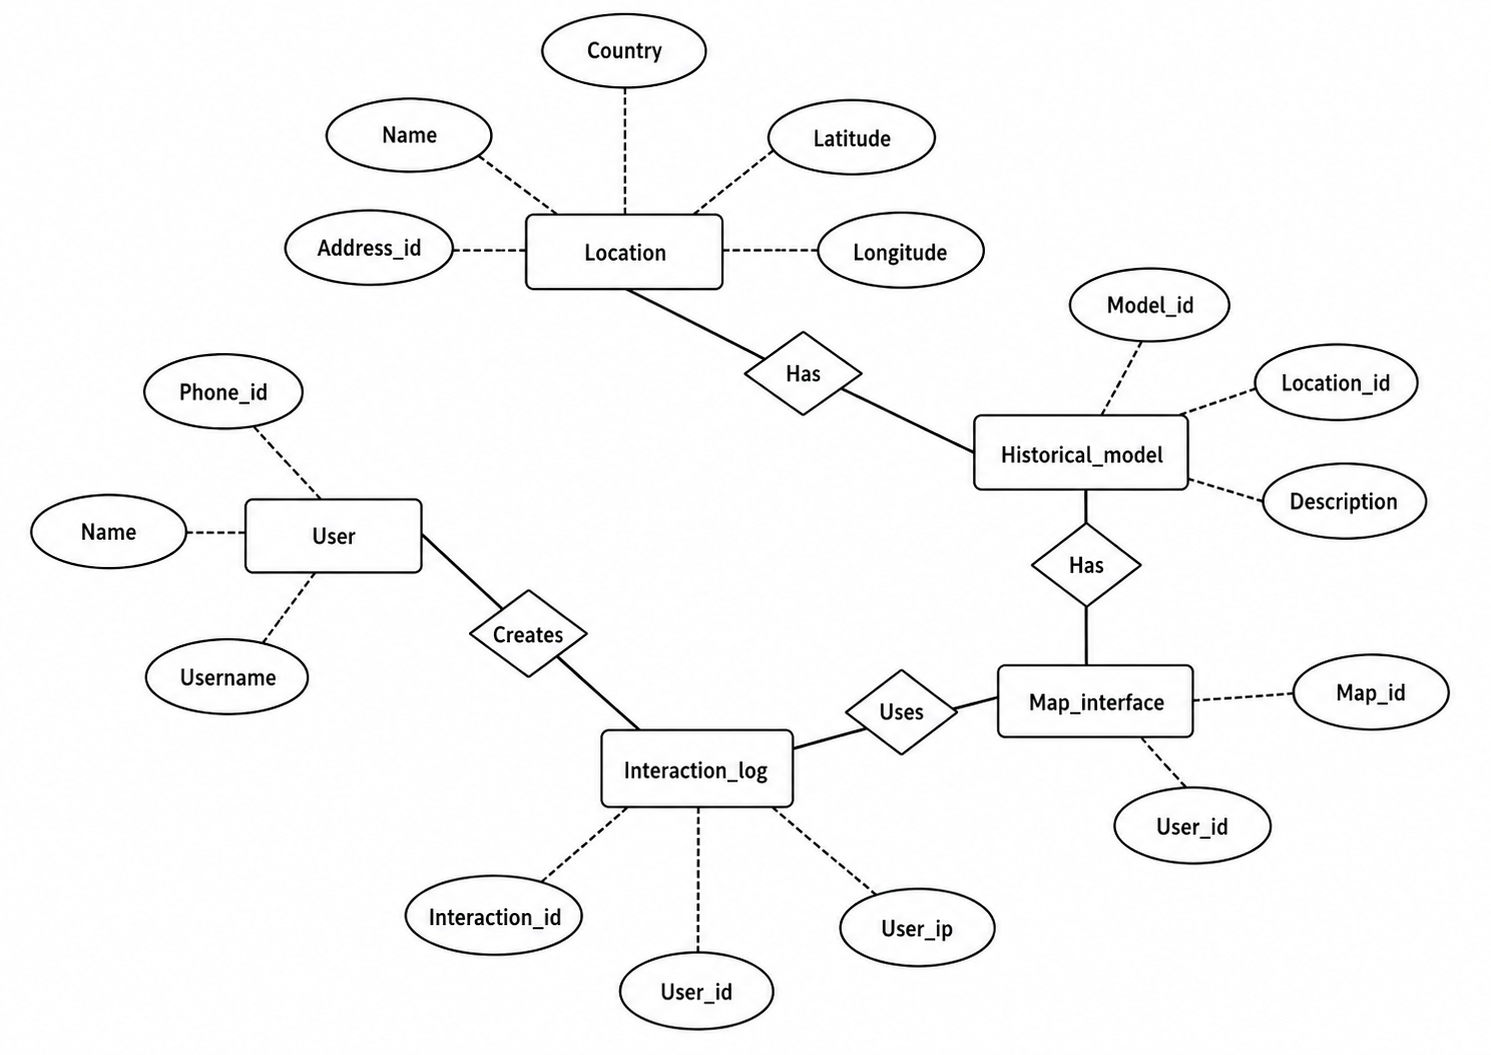 Country
Name
Latitude
Address_id
Location
Longitude
Model_id
Has
Location_id
Phone_id
Historical_model
Description
Name
User
Has
Creates
Username
Uses
Map_interface
Map_id
Interaction_log
User_id
Interaction_id
User_ip
User_id